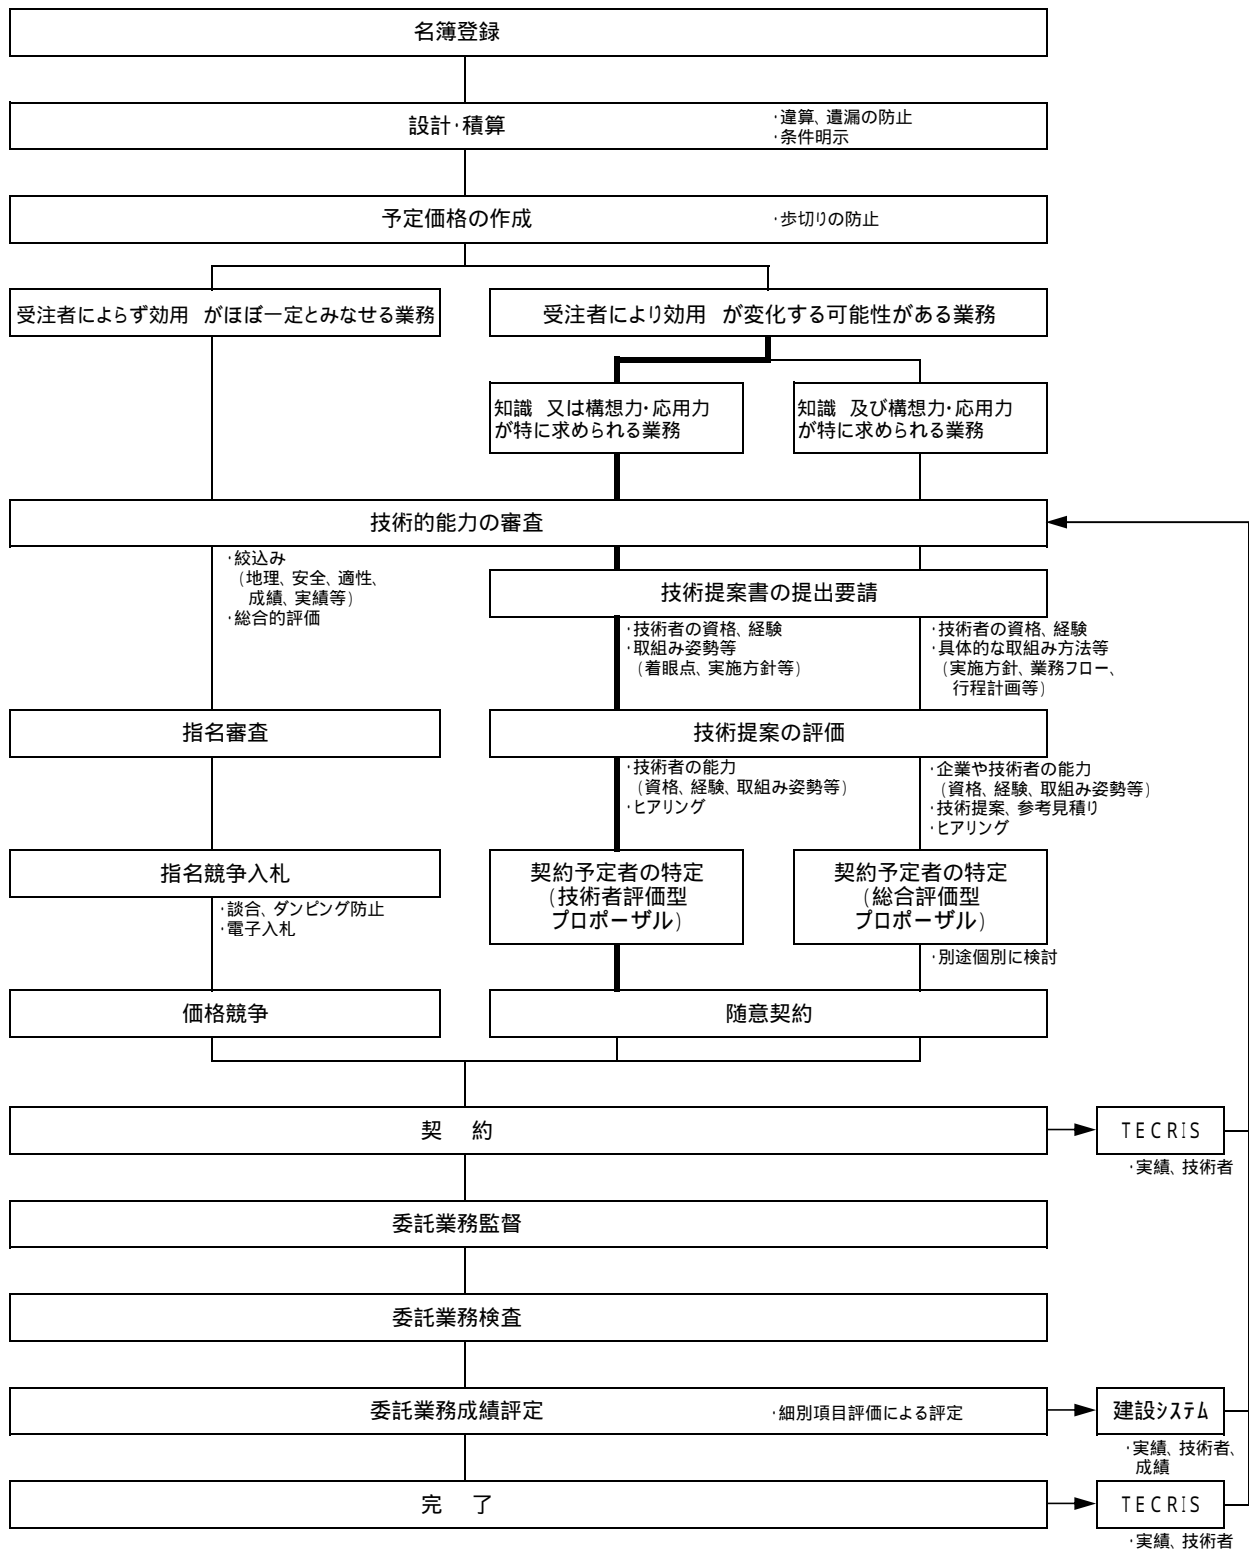 名簿登録
設計・積算
・違算、遺漏の防止
・条件明示
予定価格の作成
・歩切りの防止
受注者によらず効用 がほぼ一定とみなせる業務
受注者により効用 が変化する可能性がある業務
知識 又は構想力・応用力
が特に求められる業務
知識 及び構想力・応用力
が特に求められる業務
技術的能力の審査
・絞込み
(地理、安全、適性、
成績、実績等)
・総合的評価
技術提案書の提出要請
・技術者の資格、経験
・取組み姿勢等
(着眼点、実施方針等)
・技術者の資格、経験
・具体的な取組み方法等
(実施方針、業務フロー、
行程計画等)
指名審査
技術提案の評価
・技術者の能力
(資格、経験、取組み姿勢等)
・ヒアリング
・企業や技術者の能力
(資格、経験、取組み姿勢等)
・技術提案、参考見積り
・ヒアリング
指名競争入札
・談合、ダンピング防止
・電子入札
契約予定者の特定
(技術者評価型
プロポーザル)
契約予定者の特定
(総合評価型
プロポーザル)
・別途個別に検討
価格競争
随意契約
契 約
TECRIS
・実績、技術者
委託業務監督
委託業務検査
委託業務成績評定
・細別項目評価による評定
建設システム
・実績、技術者、
成績
完 了
TECRIS
・実績、技術者